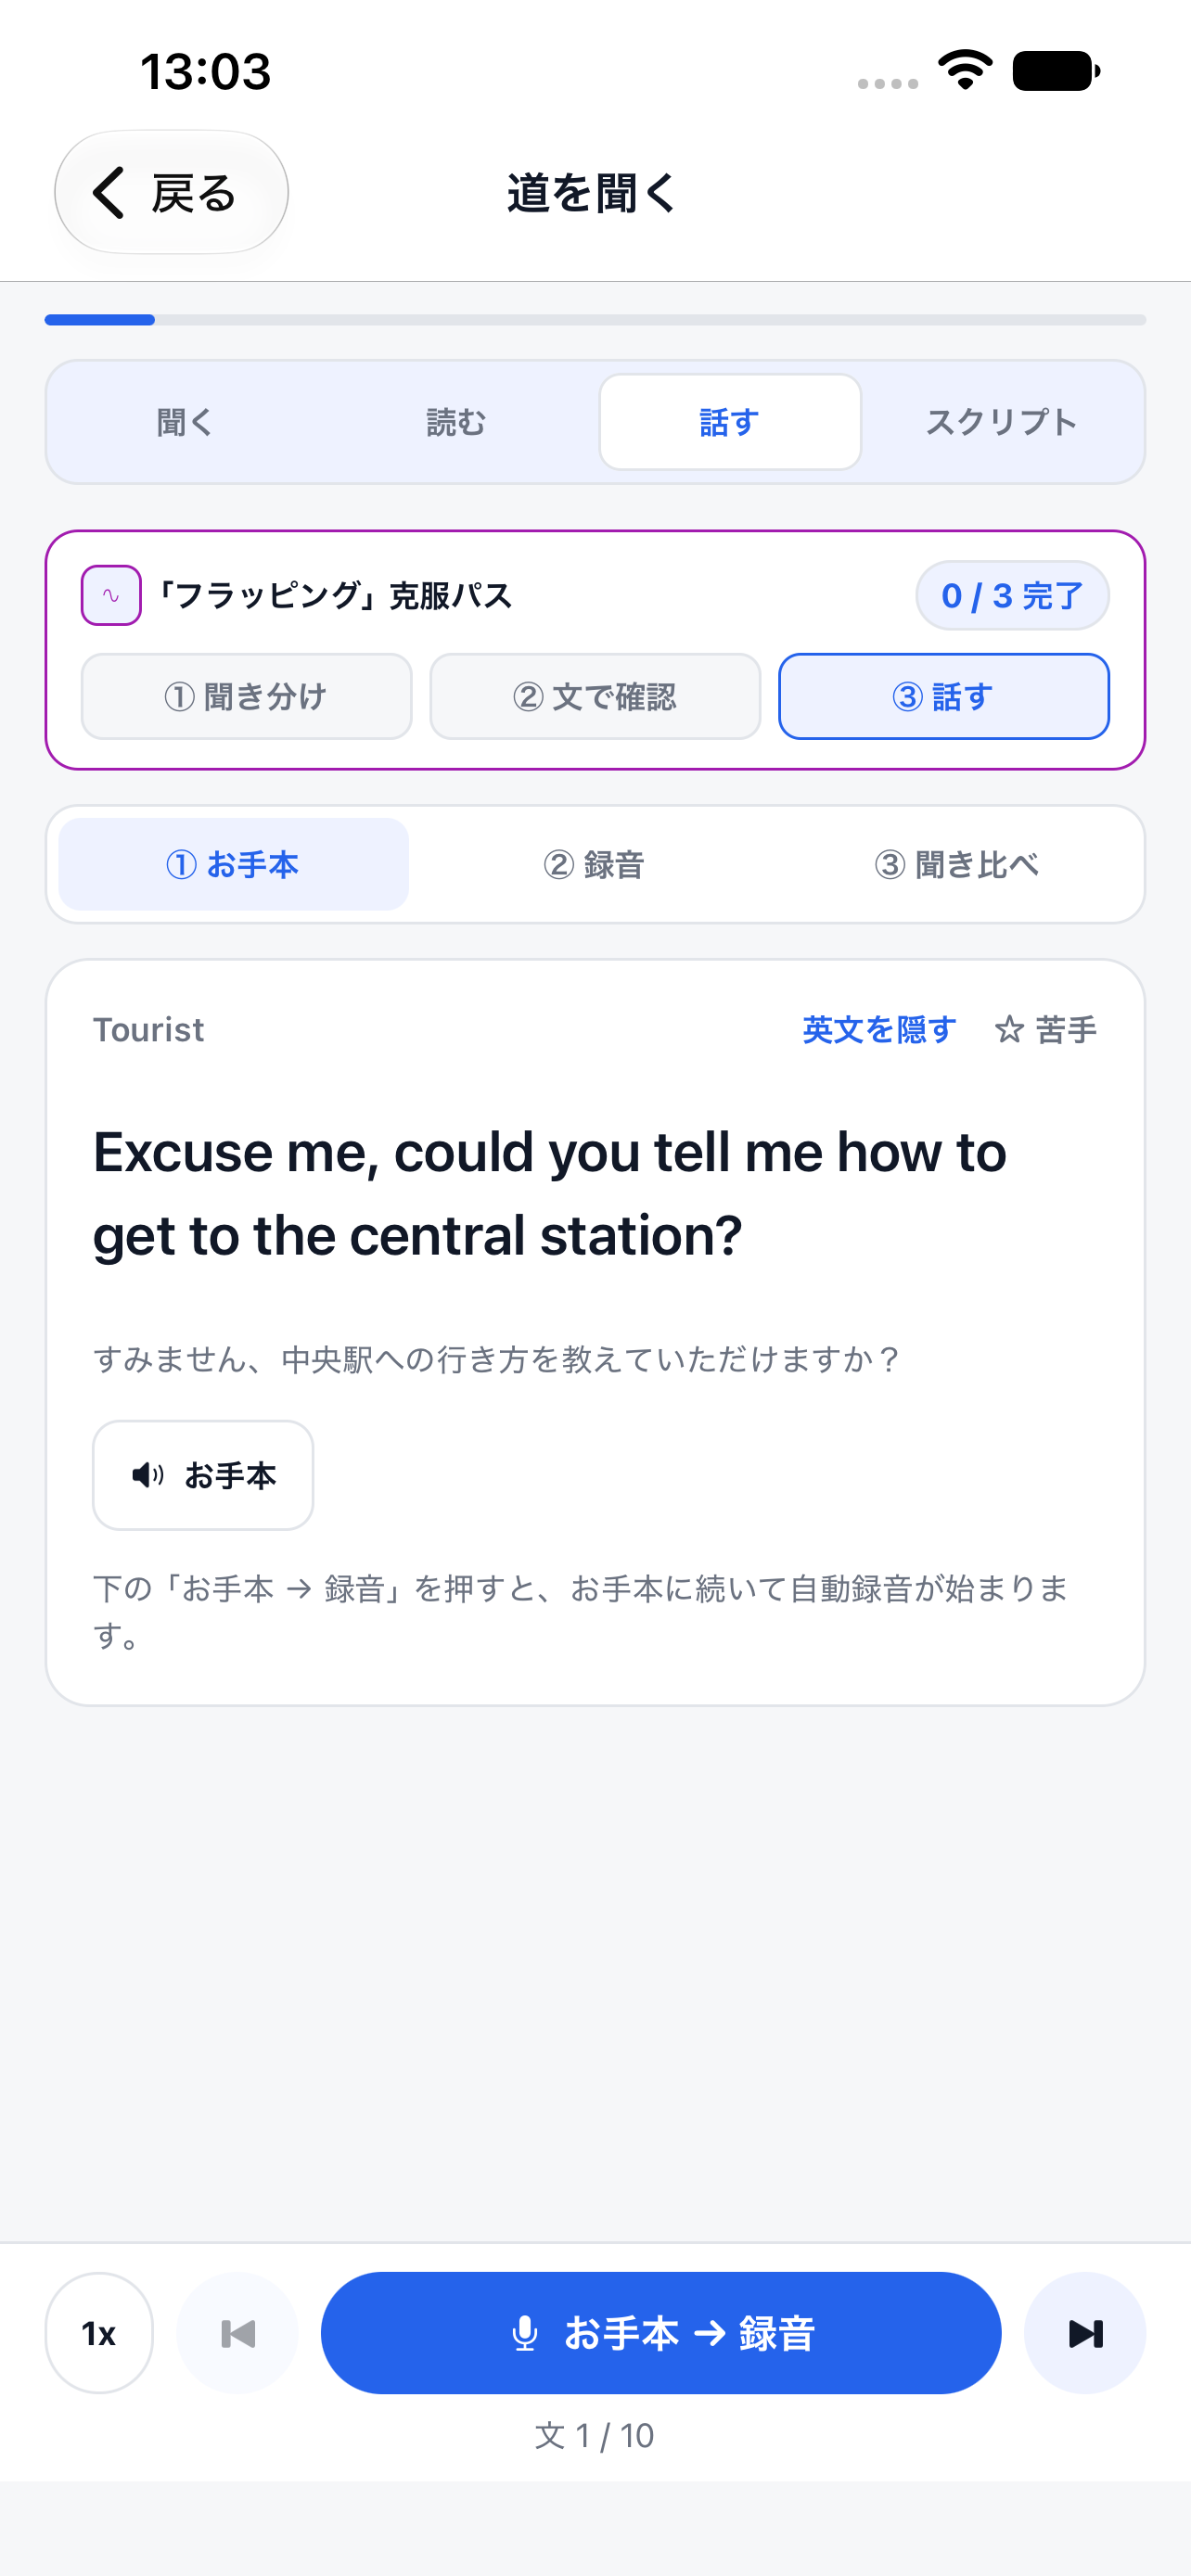 13:03
戻る
道を聞く
聞く 読む 話す スクリプト
「フラッピング」克服パス 0 / 3 完了
① 聞き分け ② 文で確認 ③ 話す
① お手本 ② 録音 ③ 聞き比べ
Tourist 英文を隠す ☆ 苦手
Excuse me, could you tell me how to
get to the central station?
すみません、中央駅への行き方を教えていただけますか？
お手本
下の「お手本 → 録音」を押すと、お手本に続いて自動録音が始まりま
す。
1x お手本 → 録音
文 1 / 10